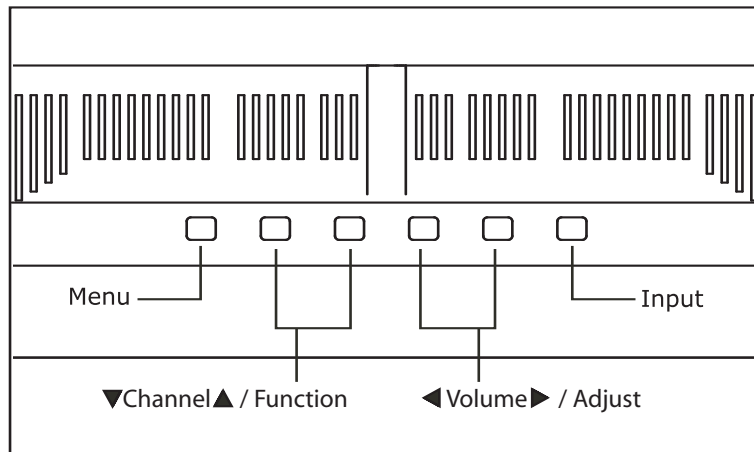 Menu
Input
▼Channel▲ / Function
◀Volume▶ / Adjust